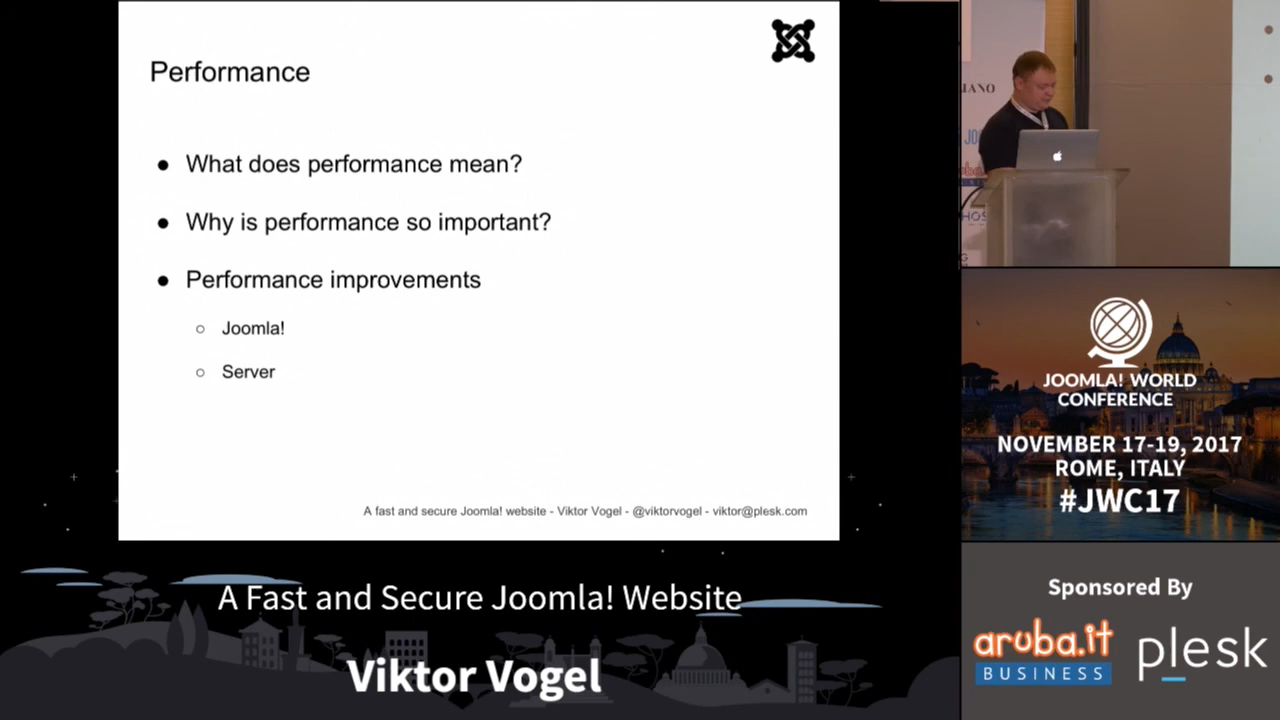 Performance
● What does performance mean?
● Why is performance so important?
● Performance improvements
○ Joomla!
○ Server
A fast and secure Joomla! website - Viktor Vogel - @viktorvogel - viktor@plesk.com
A Fast and Secure Joomla! Website
Viktor Vogel
IANO
JOOMLA! WORLD
CONFERENCE
NOVEMBER 17-19, 2017
ROME, ITALY
#JWC17
Sponsored By
aruba.it
BUSINESS
plesk